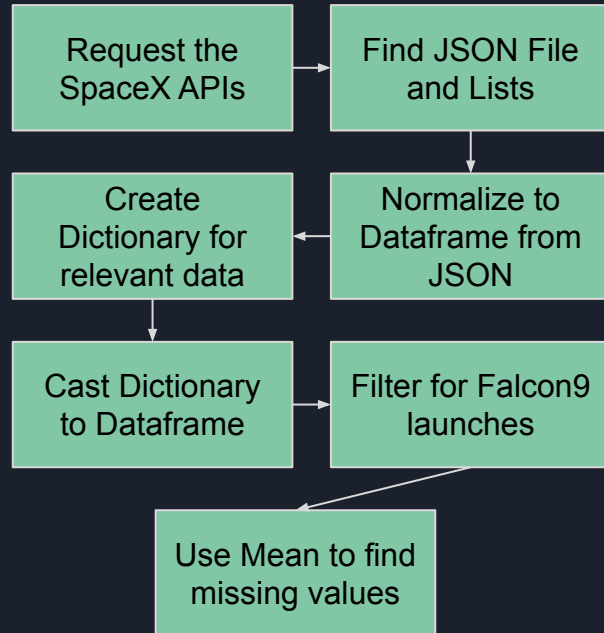 Request the
SpaceX APIs
Find JSON File
and Lists
Normalize to
Dataframe from
JSON
Create
Dictionary for
relevant data
Cast Dictionary
to Dataframe
Filter for Falcon9
launches
Use Mean to find
missing values